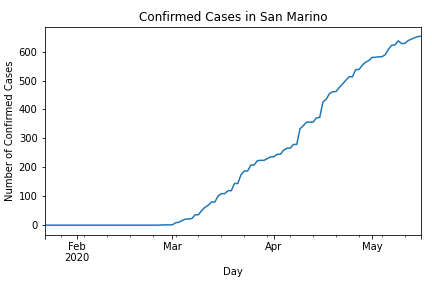 Confirmed Cases in San Marino
Number of Confirmed Cases
600
500
400
300
200
100
0
Feb
2020
Mar
Apr
May
Day